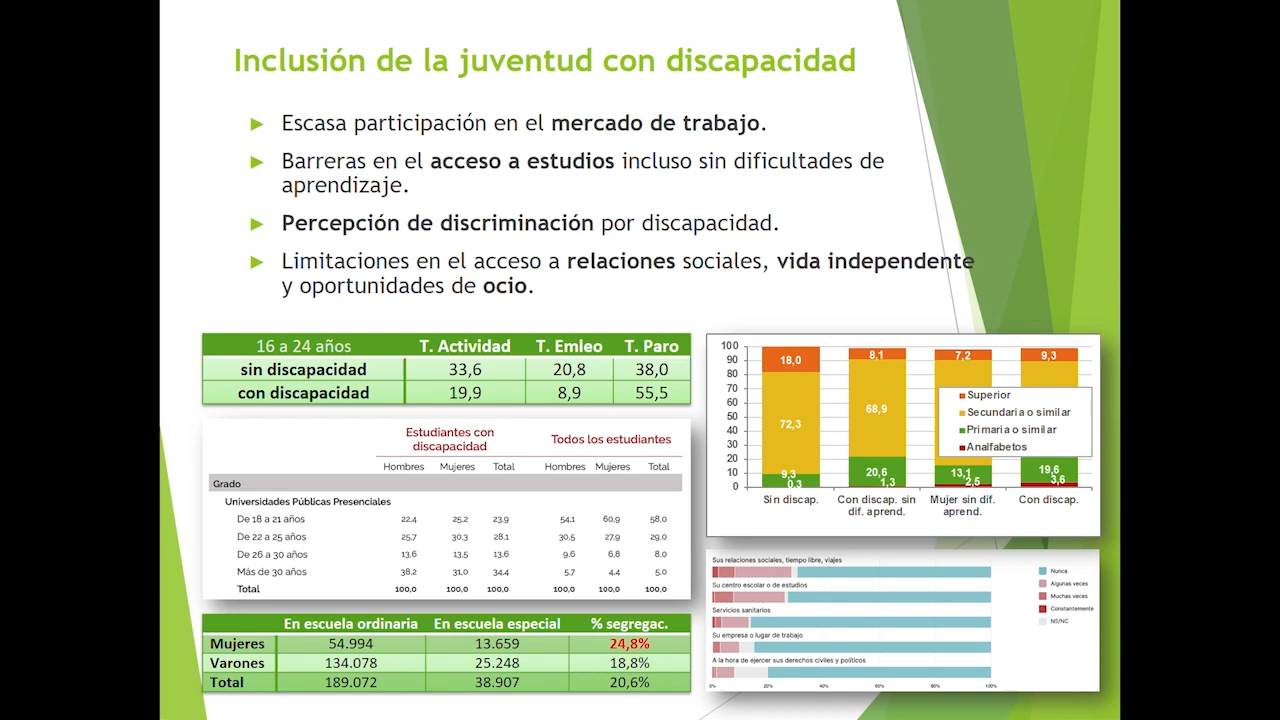 Inclusión de la juventud con discapacidad
Escasa participación en el mercado de trabajo.
Barreras en el acceso a estudios incluso sin dificultades de
aprendizaje.
Percepción de discriminación por discapacidad.
Limitaciones en el acceso a relaciones sociales, vida independente
y oportunidades de ocio.
16 a 24 años T. Actividad T. Emleo T. Paro
sin discapacidad 33,6 20,8 38,0
con discapacidad 19,9 8,9 55,5
Estudiantes con
discapacidad
Todos los estudiantes
Hombres Mujeres Total Hombres Mujeres Total
Grado
Universidades Públicas Presenciales
De 18 a 21 años 22,4 25,2 23,9 54,1 60,9 58,0
De 22 a 25 años 25,7 30,3 28,1 30,5 27,9 29,0
De 26 a 30 años 13,6 13,5 13,6 9,6 6,8 8,0
Más de 30 años 38,2 31,0 34,4 5,7 4,4 5,0
Total 100,0 100,0 100,0 100,0 100,0 100,0
En escuela ordinaria En escuela especial % segregac.
Mujeres 54.994 13.659 24,8%
Varones 134.078 25.248 18,8%
Total 189.072 38.907 20,6%
100
90
80
70
60
50
40
30
20
10
0
18,0 8,1 7,2 9,3
72,3 68,9
9,3 20,6 13,1 19,6
0,3 1,3 2,5 3,6
Superior
Secundaria o similar
Primaria o similar
Analfabetos
Sin discap. Con discap. sin Mujer sin dif. Con discap.
dif. aprend. aprend.
Sus relaciones sociales, tiempo libre, viajes
Su centro escolar o de estudios
Servicios sanitarios
Su empresa o lugar de trabajo
A la hora de ejercer sus derechos civiles y políticos
0% 20% 40% 60% 80% 100%
Nunca
Algunas veces
Muchas veces
Constantemente
NS/NC